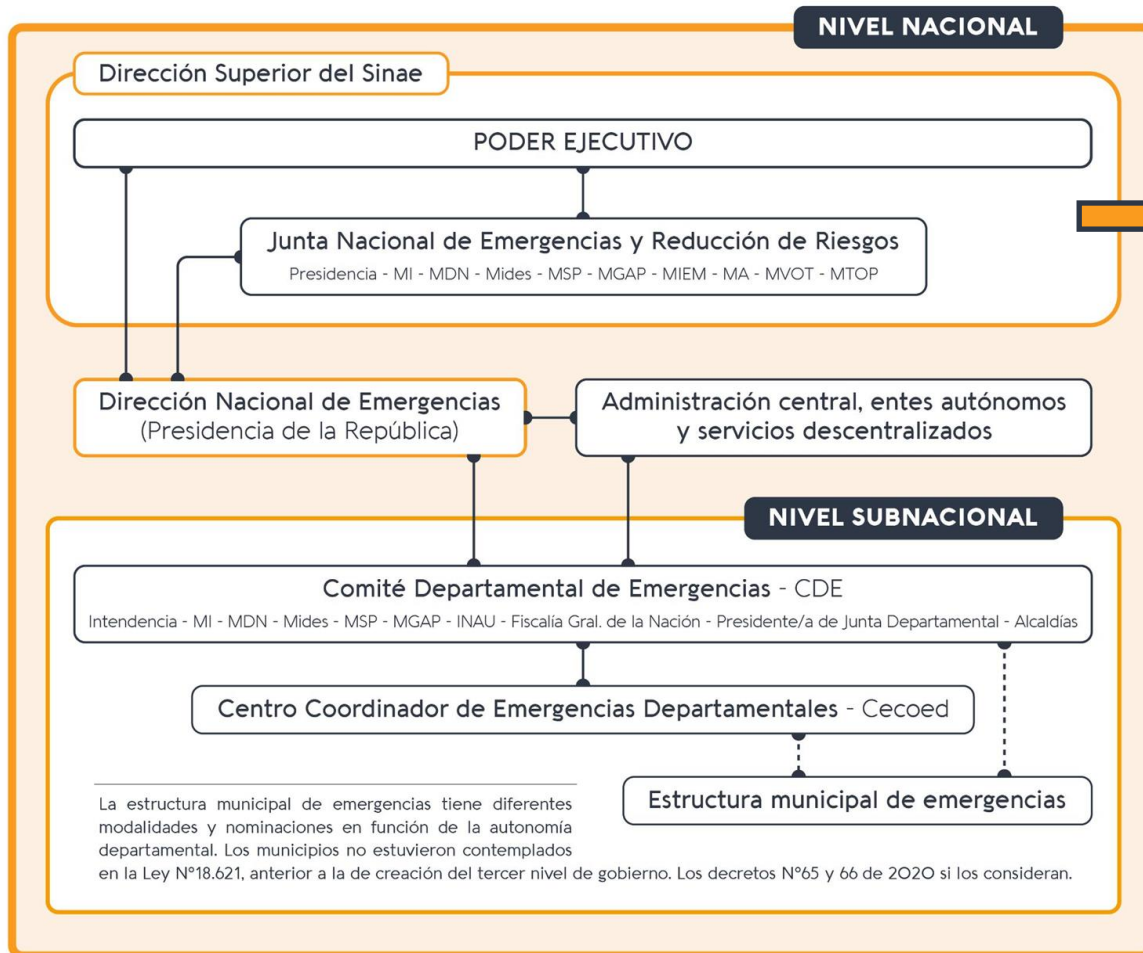 NIVEL NACIONAL
Dirección Superior del Sinae
PODER EJECUTIVO
Junta Nacional de Emergencias y Reducción de Riesgos
Presidencia - MI - MDN - Mides - MSP - MGAP - MIEM - MA - MVOT - MTOP
Dirección Nacional de Emergencias
(Presidencia de la República)
Administración central, entes autónomos
y servicios descentralizados
NIVEL SUBNACIONAL
Comité Departamental de Emergencias - CDE
Intendencia - MI - MDN - Mides - MSP - MGAP - INAU - Fiscalía Gral. de la Nación - Presidente/a de Junta Departamental - Alcaldías
Centro Coordinador de Emergencias Departamentales - Cecoed
Estructura municipal de emergencias
La estructura municipal de emergencias tiene diferentes
modalidades y nominaciones en función de la autonomía
departamental. Los municipios no estuvieron contemplados
en la Ley N°18.621, anterior a la de creación del tercer nivel de gobierno. Los decretos N°65 y 66 de 2020 si los consideran.